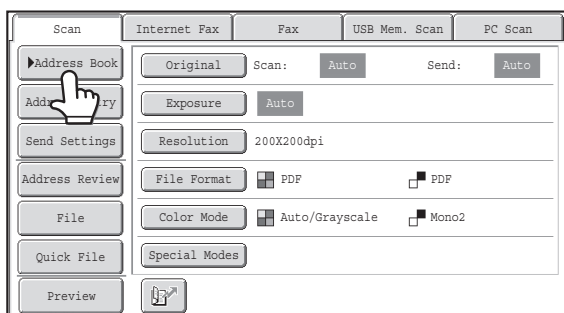 Scan Internet Fax Fax USB Mem. Scan PC Scan
Address Book
Original Scan: Auto Send: Auto
Exposure Auto
Send Settings
Resolution 200X200dpi
Address Review
File Format PDF PDF
File
Color Mode Auto/Grayscale Mono2
Quick File
Special Modes
Preview